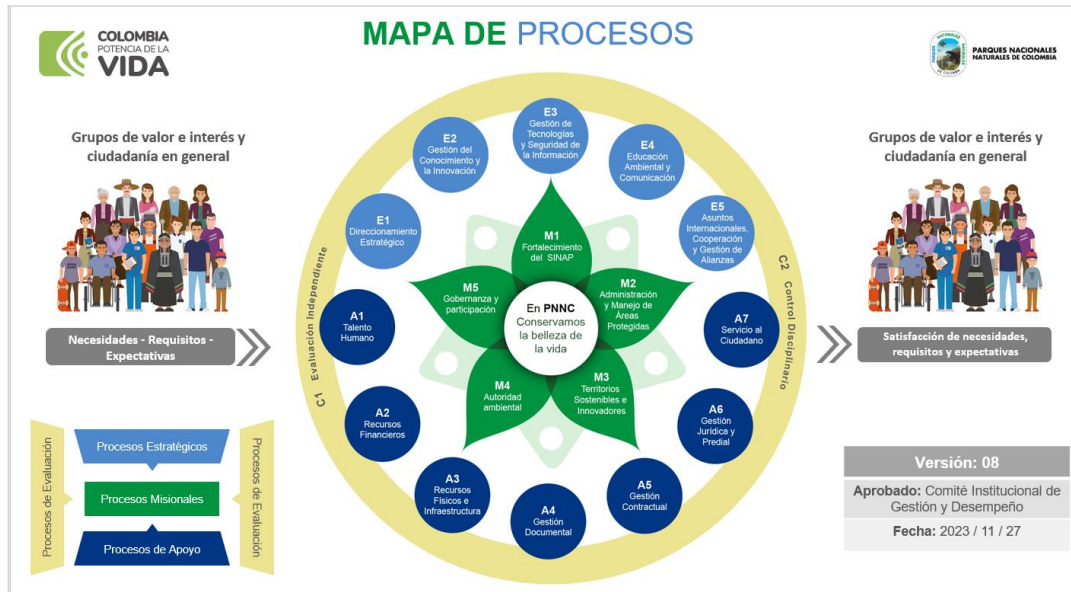 COLOMBIA
POTENCIA DE LA
VIDA
MAPA DE PROCESOS
PARQUES NACIONALES
NATURALES DE COLOMBIA
Grupos de valor e interés y
ciudadanía en general
Necesidades - Requisitos -
Expectativas
E1
Direccionamiento
Estratégico
E2
Gestión del
Conocimiento y
la Innovación
E3
Gestión de
Tecnologías
y Seguridad de
la Información
E4
Educación
Ambiental y
Comunicación
E5
Asuntos
Internacionales,
Cooperación
y Gestión de
Alianzas
M1
Fortalecimiento
del SINAP
M2
Administración
y Manejo de
Áreas
Protegidas
M3
Territorios
Sostenibles e
Innovadores
M4
Autoridad
ambiental
M5
Gobernanza y
participación
En PNNC
Conservamos
la belleza de
la vida
A1
Talento
Humano
A2
Recursos
Financieros
A3
Recursos
Físicos e
Infraestructura
A4
Gestión
Documental
A5
Gestión
Contractual
A6
Gestión
Jurídica y
Predial
A7
Servicio al
Ciudadano
C1 Evaluación Independiente
C2 Control Disciplinario
Grupos de valor e interés y
ciudadanía en general
Satisfacción de necesidades,
requisitos y expectativas
Procesos de Evaluación
Procesos Estratégicos
Procesos Misionales
Procesos de Apoyo
Procesos de Evaluación
Versión: 08
Aprobado: Comité Institucional de
Gestión y Desempeño
Fecha: 2023 / 11 / 27